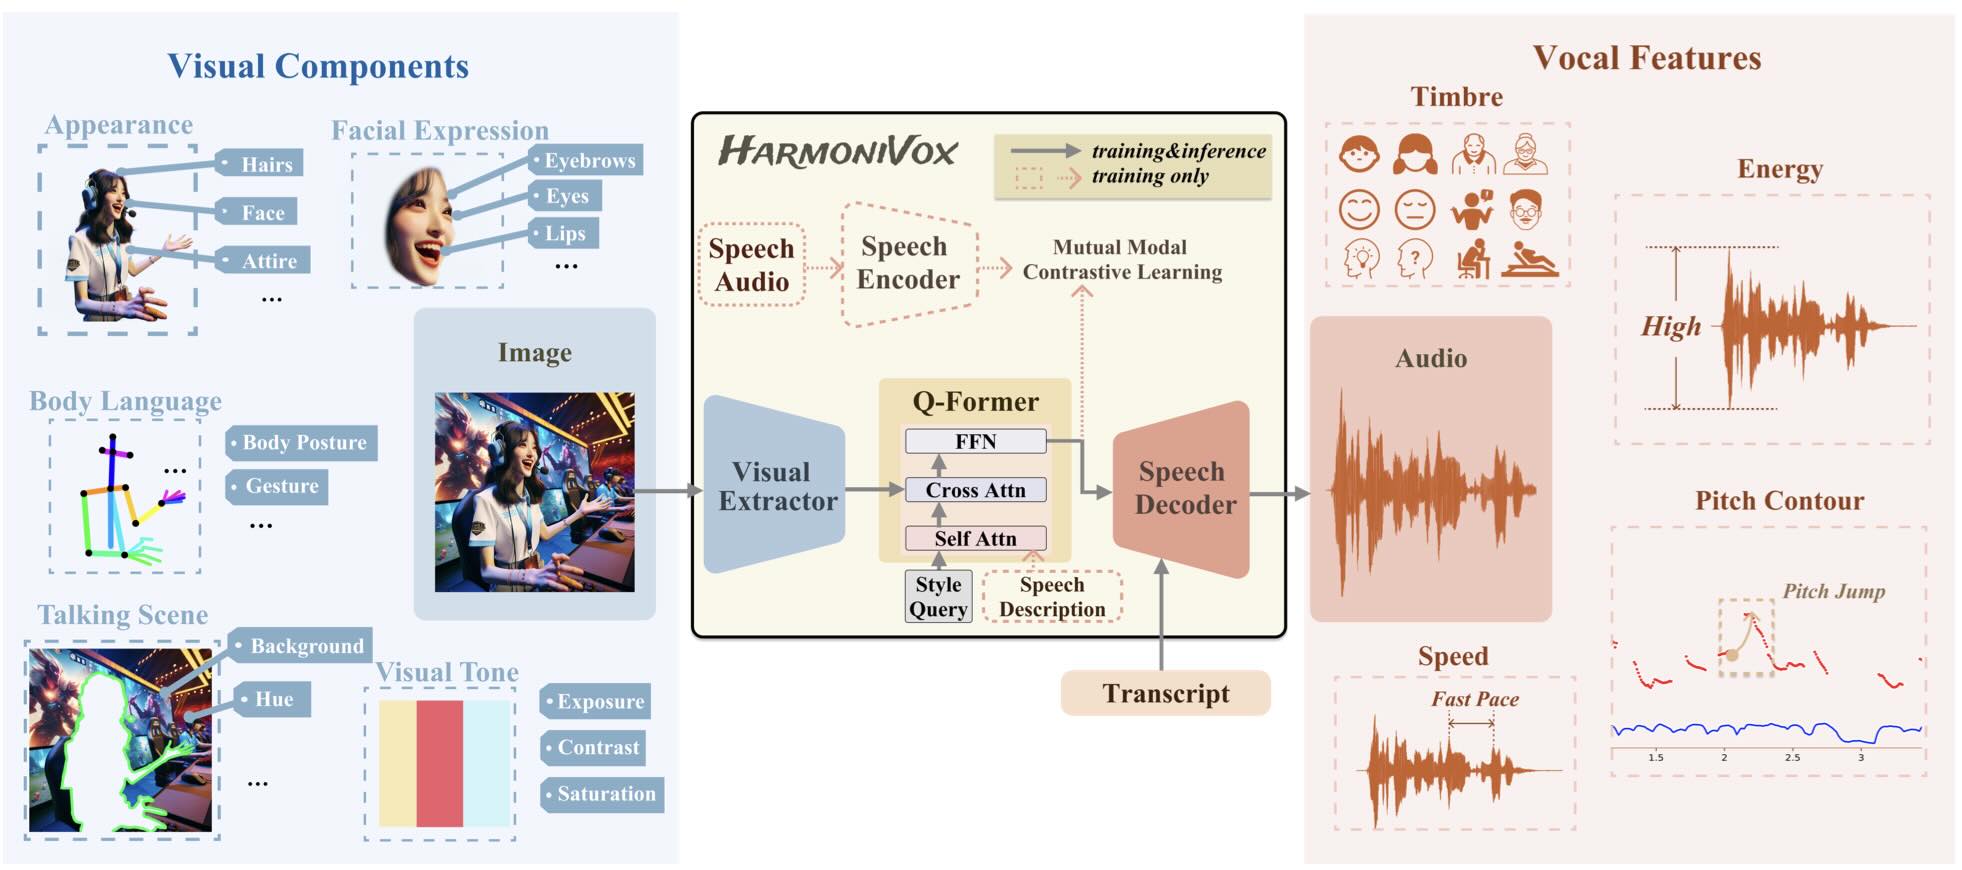 Visual Components
Appearance
Hairs
Face
Attire
...
Facial Expression
Eyebrows
Eyes
Lips
...
Body Language
...
Body Posture
Gesture
...
Talking Scene
Background
Hue
...
Visual Tone
Exposure
Contrast
Saturation
Image
HARMONIVOX
training&inference
training only
Speech
Audio
Speech
Encoder
Mutual Modal
Contrastive Learning
Visual
Extractor
Q-Former
FFN
Cross Attn
Self Attn
Style
Query
Speech
Description
Speech
Decoder
Transcript
Vocal Features
Timbre
Energy
High
Audio
Speed
Fast Pace
Pitch Contour
Pitch Jump
1.5 2 2.5 3